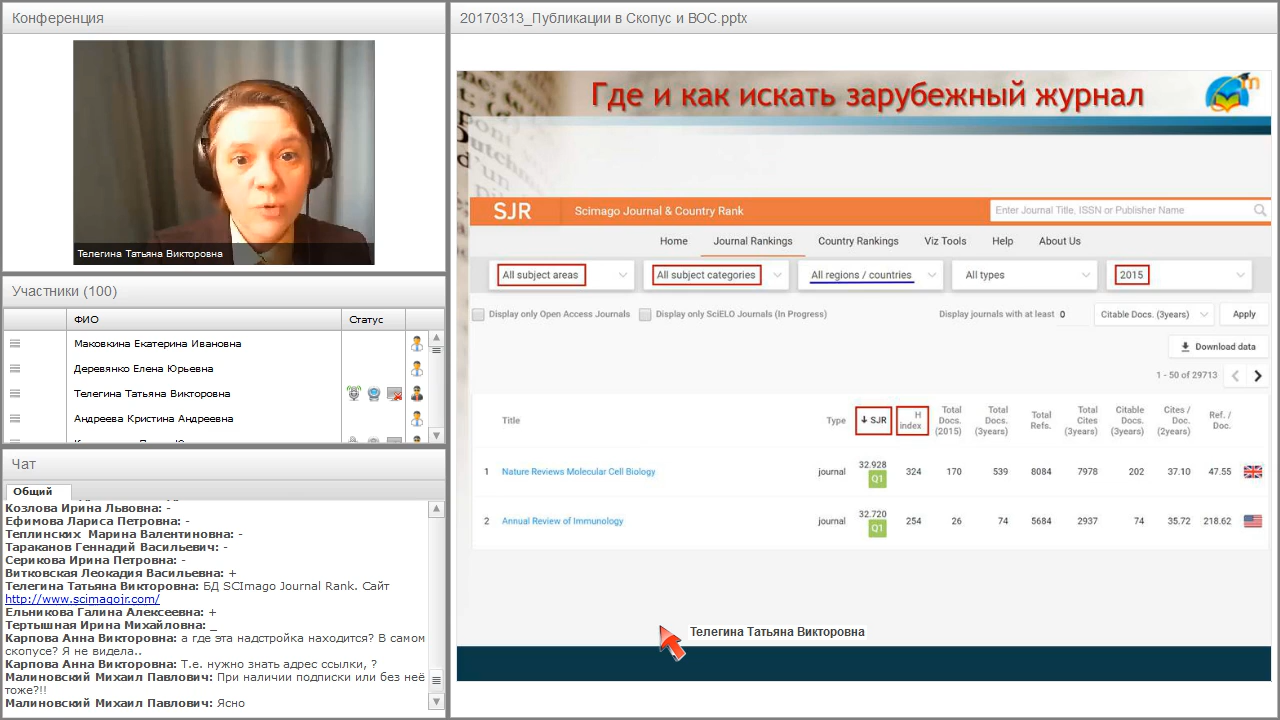 Конференция
Телегина Татьяна Викторовна
Участники (100)
ФИО
Статус
Маковкина Екатерина Ивановна
Деревянко Елена Юрьевна
Телегина Татьяна Викторовна
Андреева Кристина Андреевна
Чат
Общий
Козлова Ирина Львовна: -
Ефимова Лариса Петровна: -
Теплинских Марина Валентиновна: -
Тараканов Геннадий Васильевич: -
Серикова Ирина Петровна: -
Витковская Леокадия Васильевна: +
Телегина Татьяна Викторовна: БД SCImago Journal Rank. Сайт
http://www.scimagojr.com/
Ельникова Галина Алексеевна: +
Тертышная Ирина Михайловна: _
Карпова Анна Викторовна: а где эта надстройка находится? В самом
скопусе? Я не видела..
Карпова Анна Викторовна: Т.е. нужно знать адрес ссылки, ?
Малиновский Михаил Павлович: При наличии подписки или без неё
тоже?!!
Малиновский Михаил Павлович: Ясно
20170313_Публикации в Скопус и ВОС.pptx
Где и как искать зарубежный журнал
SJR
Scimago Journal & Country Rank
Enter Journal Title, ISSN or Publisher Name
Home Journal Rankings Country Rankings Viz Tools Help About Us
All subject areas All subject categories All regions / countries All types 2015
Display only Open Access Journals Display only SciELO Journals (In Progress) Display journals with at least 0 Citable Docs. (3years) Apply
Download data
1 - 50 of 29713
Title Type SJR H index Total Docs. (2015) Total Docs. (3years) Total Refs. Total Cites (3years) Citable Docs. (3years) Cites / Doc. (2years) Ref. / Doc.
1 Nature Reviews Molecular Cell Biology journal 32.928 Q1 324 170 539 8084 7978 202 37.10 47.55
2 Annual Review of Immunology journal 32.720 Q1 254 26 74 5684 2937 74 35.72 218.62
Телегина Татьяна Викторовна